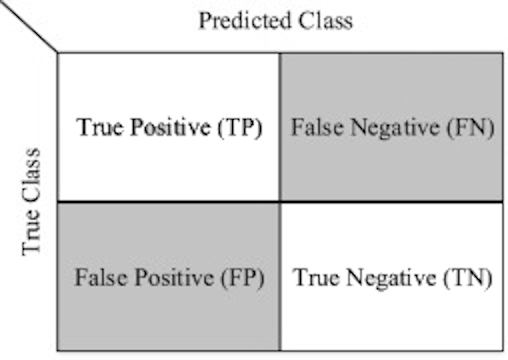 Predicted Class
True Class
True Positive (TP)
False Negative (FN)
False Positive (FP)
True Negative (TN)